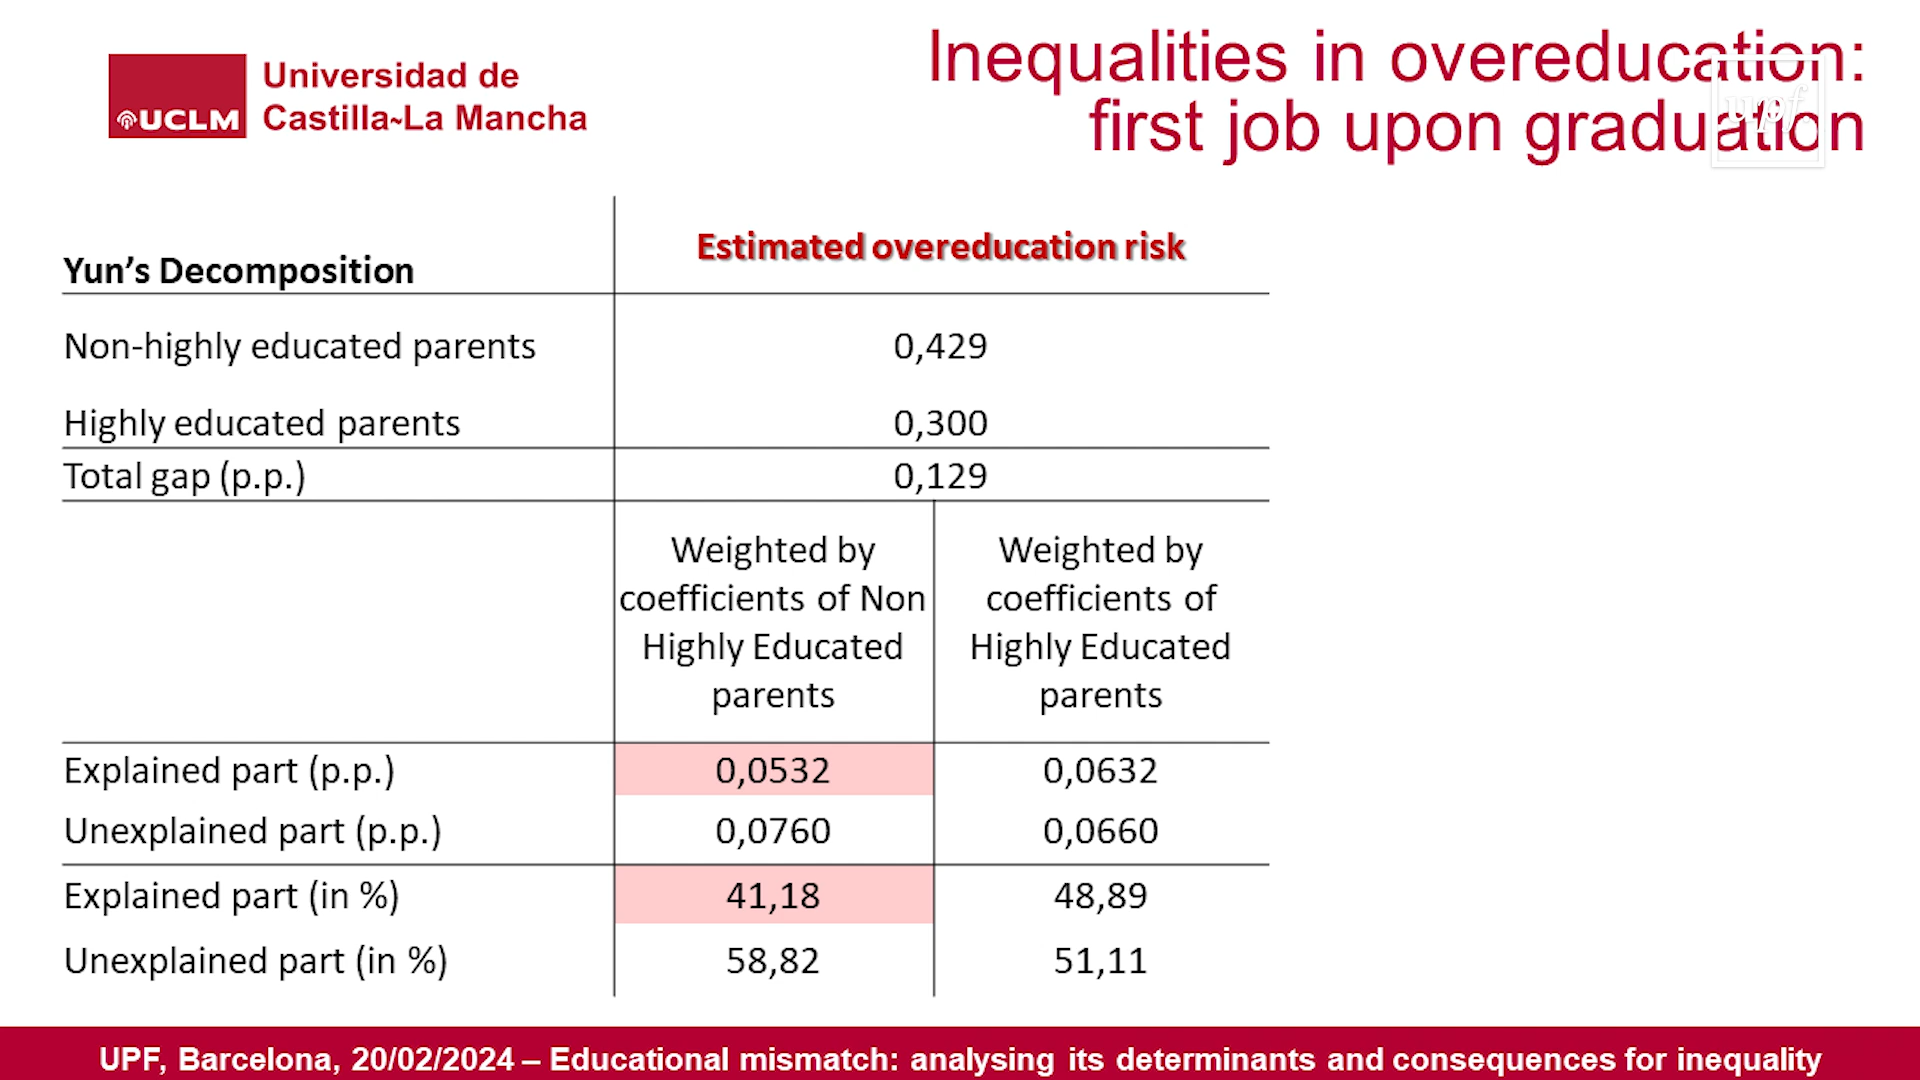 UCLM
Universidad de
Castilla~La Mancha
Inequalities in overeducation:
first job upon graduation
upf.
Yun’s Decomposition
Estimated overeducation risk
Non-highly educated parents 0,429
Highly educated parents 0,300
Total gap (p.p.) 0,129
Weighted by
coefficients of Non
Highly Educated
parents
Weighted by
coefficients of
Highly Educated
parents
Explained part (p.p.) 0,0532 0,0632
Unexplained part (p.p.) 0,0760 0,0660
Explained part (in %) 41,18 48,89
Unexplained part (in %) 58,82 51,11
UPF, Barcelona, 20/02/2024 – Educational mismatch: analysing its determinants and consequences for inequality